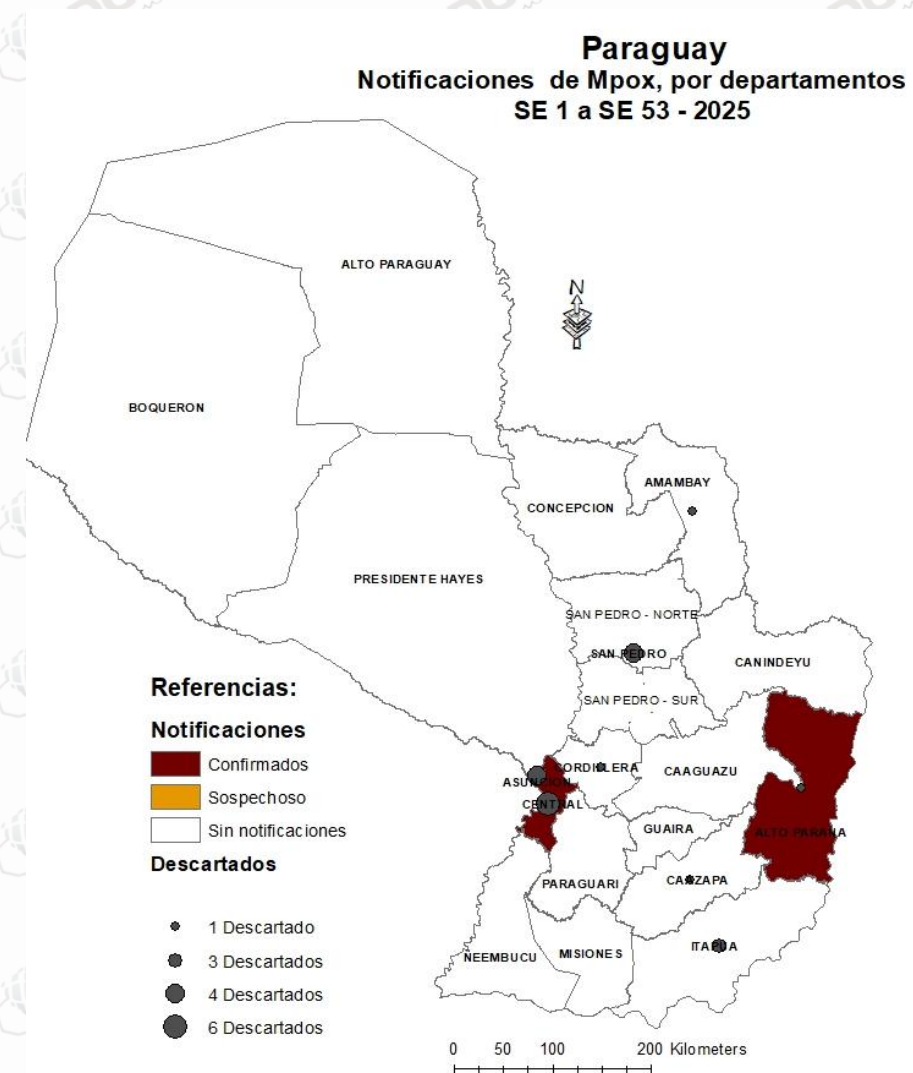 Paraguay
Notificaciones de Mpox, por departamentos
SE 1 a SE 53 - 2025
ALTO PARAGUAY
N
BOQUERON
AMAMBAY
CONCEPCION
PRESIDENTE HAYES
SAN PEDRO - NORTE
SAN PEDRO
CANINDEYU
SAN PEDRO - SUR
Referencias:
Notificaciones
Confirmados
Sospechoso
Sin notificaciones
Descartados
1 Descartado
3 Descartados
4 Descartados
6 Descartados
CORDILLERA
CAAGUAZU
ASUNCION
CENTRAL
GUAIRA
ALTO PARANA
PARAGUARI
CAAZAPA
ITAPUA
NEEMBUCU
MISIONES
0 50 100 200 Kilometers